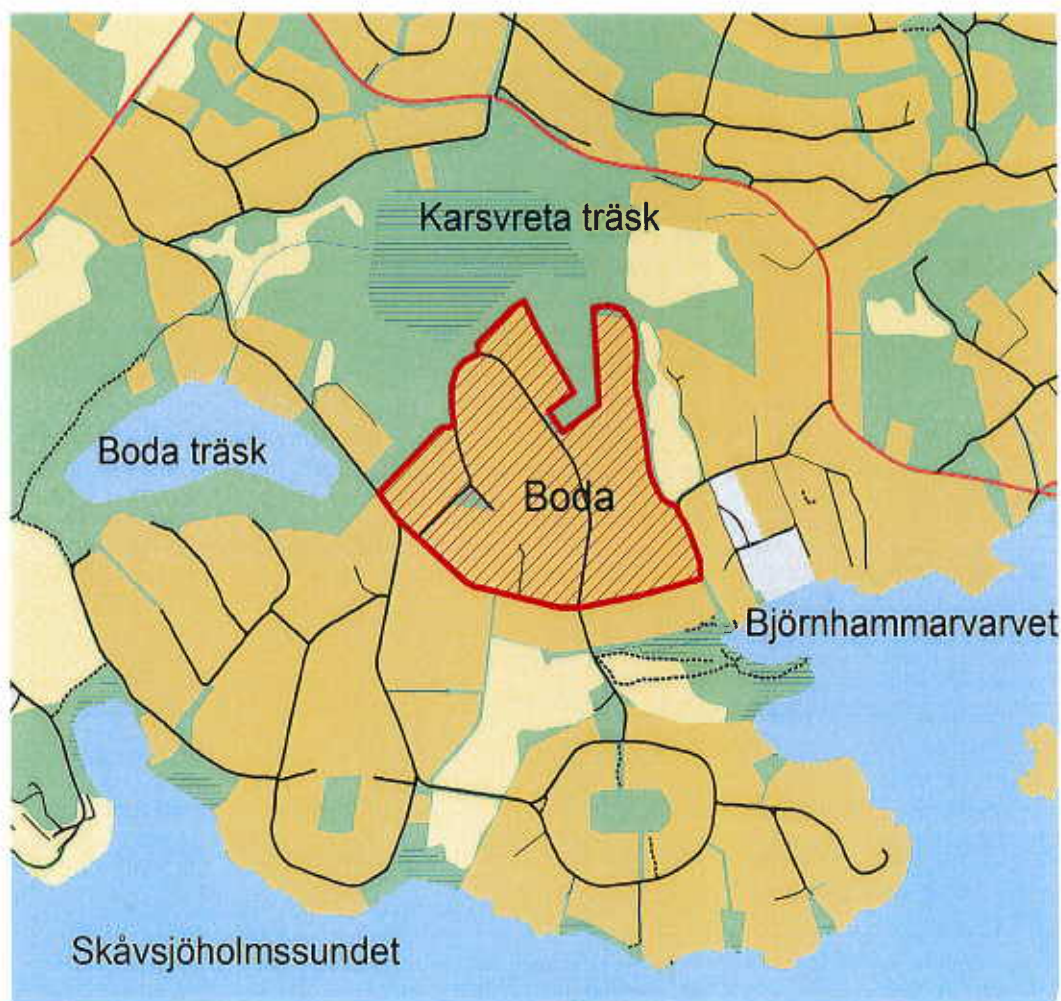 Karsvreta träsk
Boda träsk
Boda
Björnhammarvarvet
Skåvsjöholmssundet